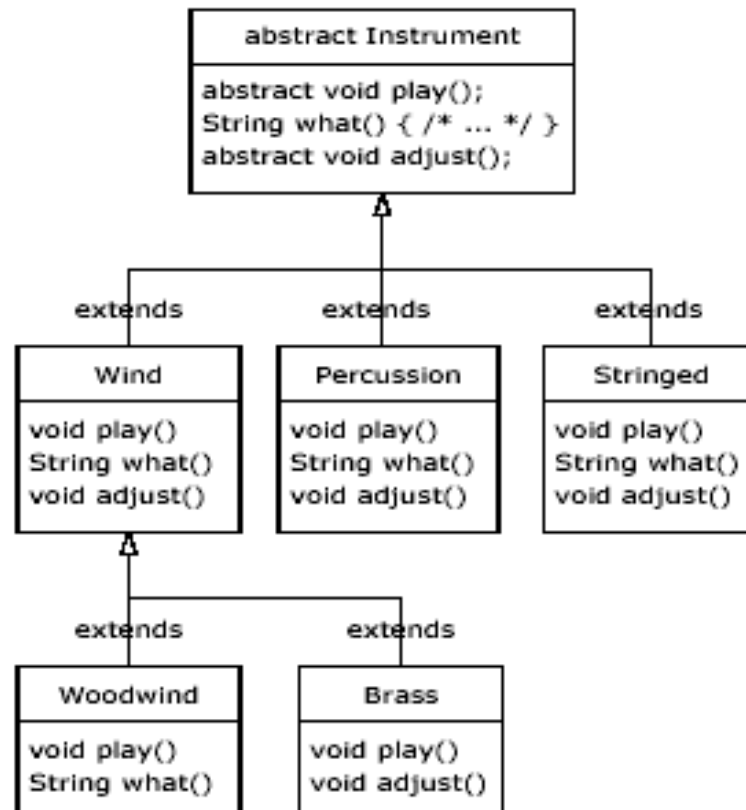 abstract Instrument
abstract void play();
String what() { /* ... */ }
abstract void adjust();
extends
extends
extends
Wind
void play()
String what()
void adjust()
Percussion
void play()
String what()
void adjust()
Stringed
void play()
String what()
void adjust()
extends
extends
Woodwind
void play()
String what()
Brass
void play()
void adjust()